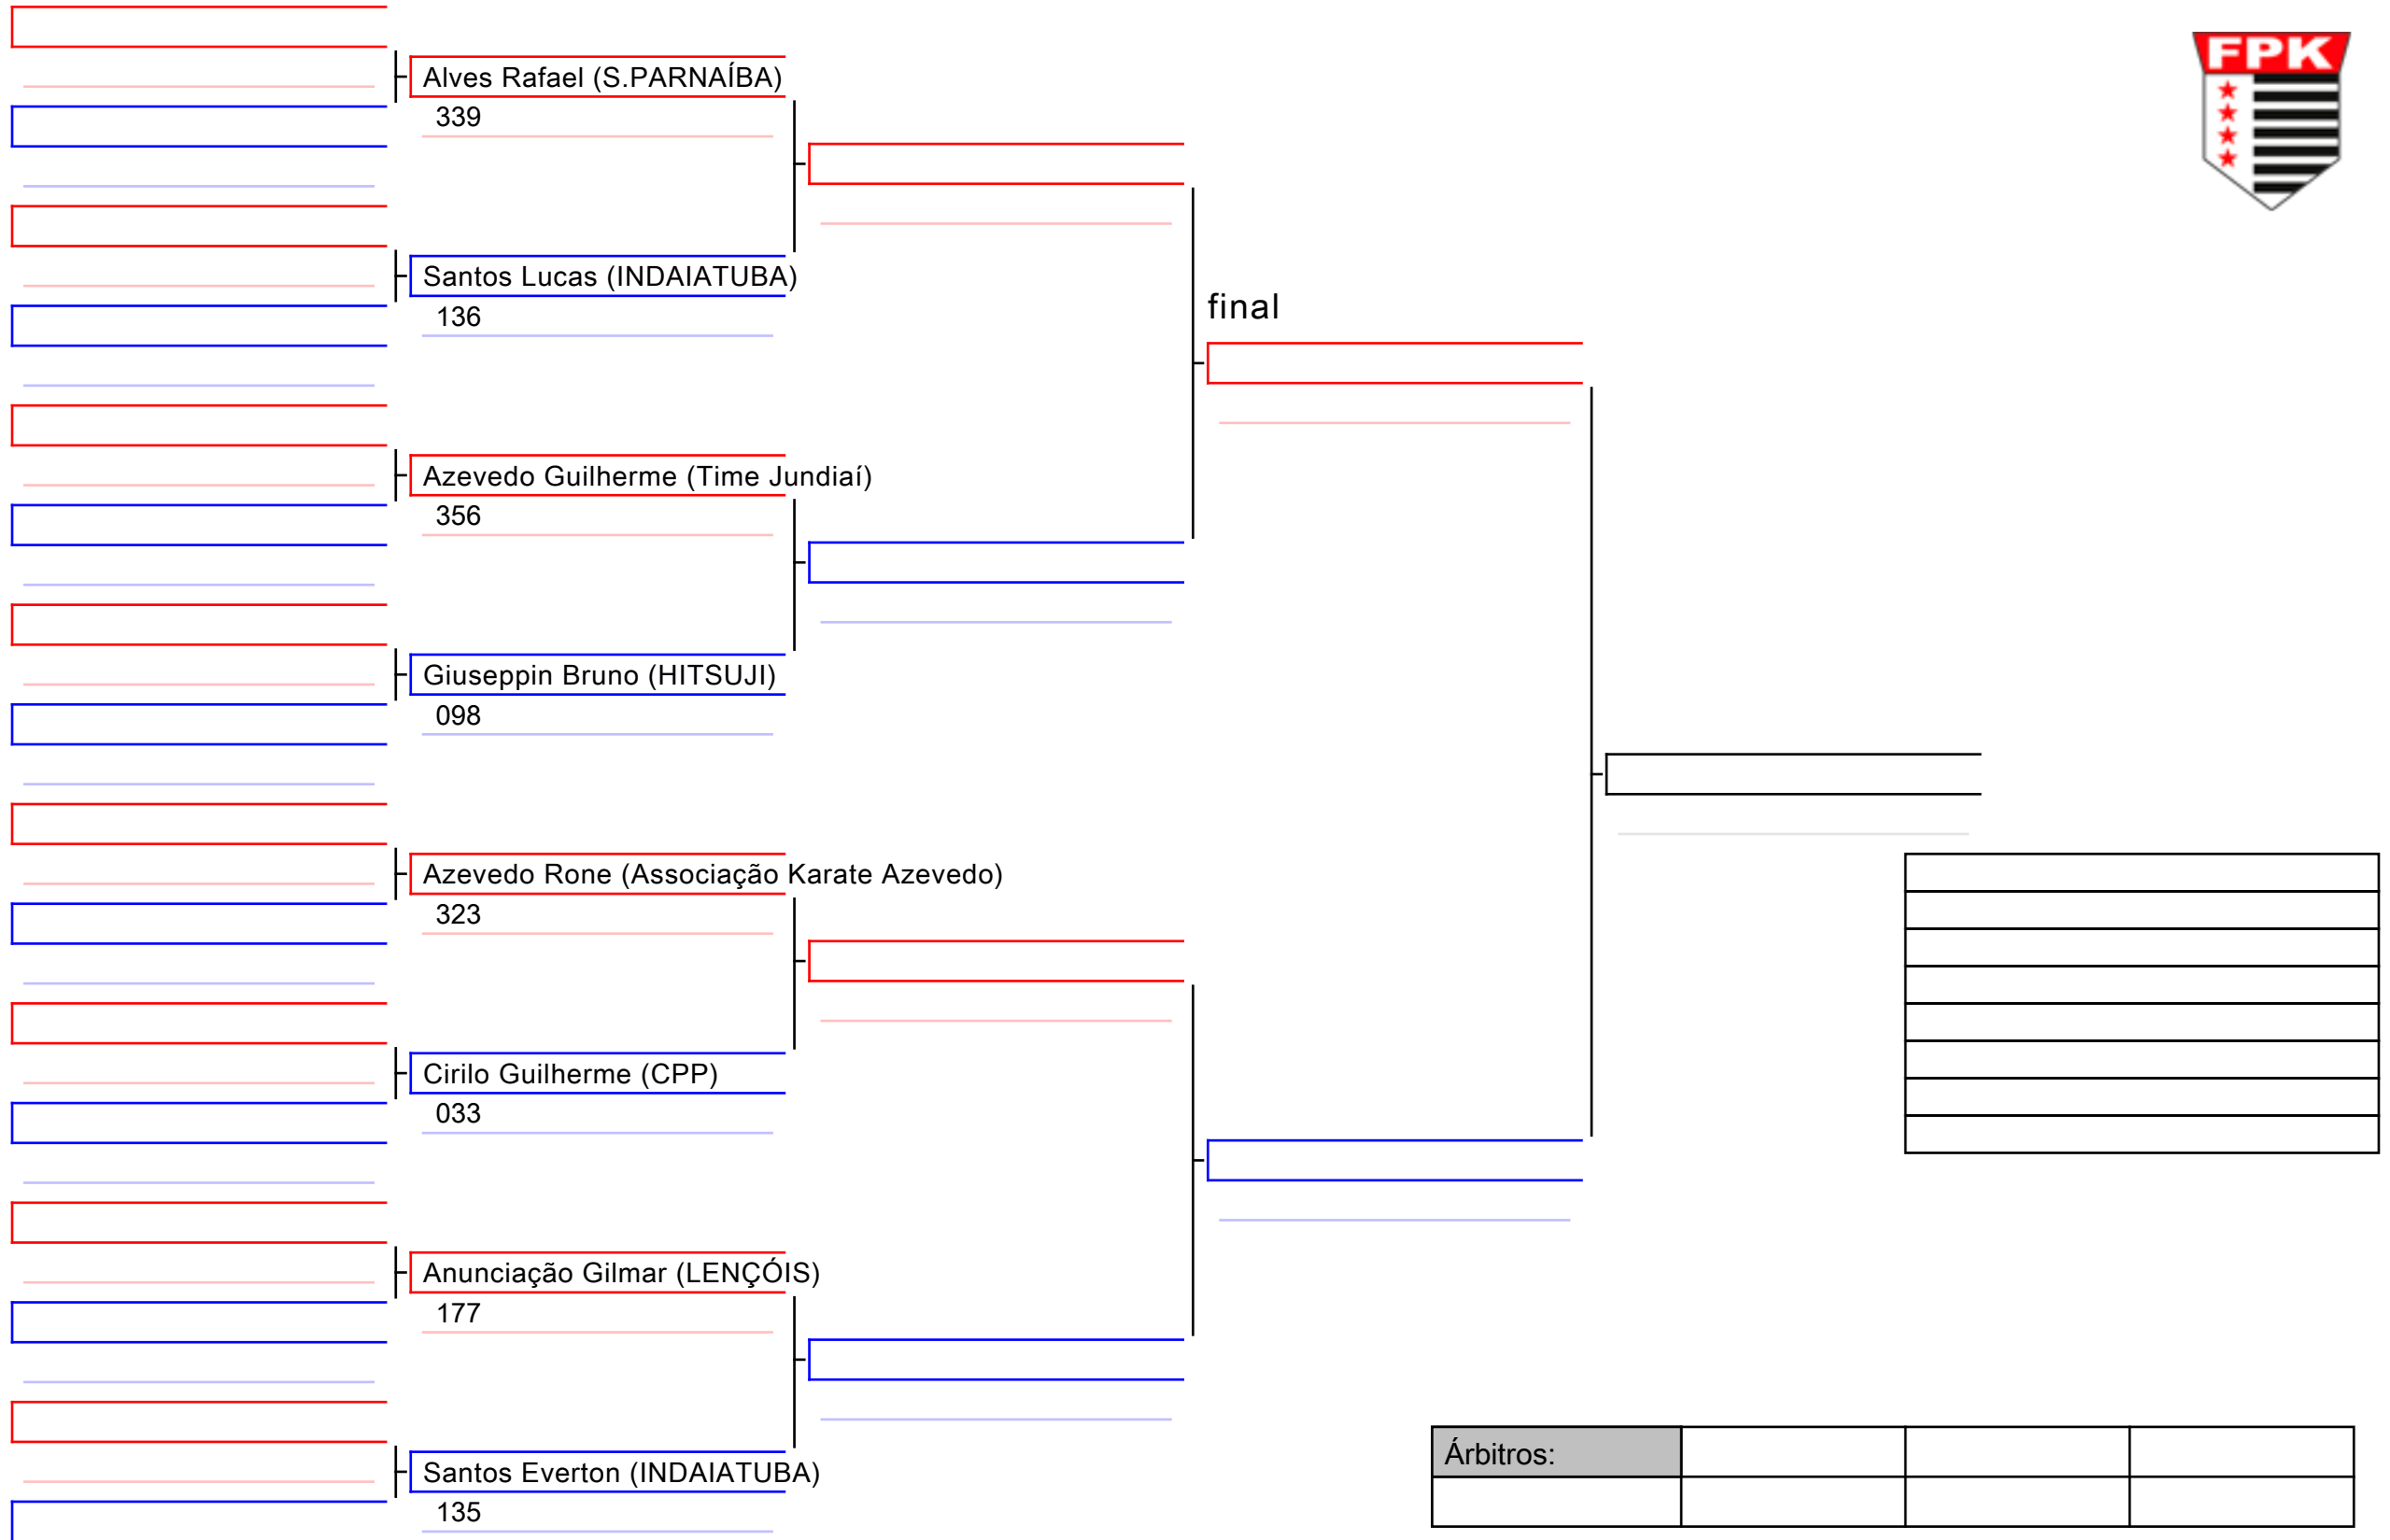 FPK
Alves Rafael (S.PARNAÍBA)
339
Santos Lucas (INDAIATUBA)
136
final
Azevedo Guilherme (Time Jundiaí)
356
Giuseppin Bruno (HITSUJI)
098
Azevedo Rone (Associação Karate Azevedo)
323
Cirilo Guilherme (CPP)
033
Anunciação Gilmar (LENÇÓIS)
177
Santos Everton (INDAIATUBA)
135
Árbitros: